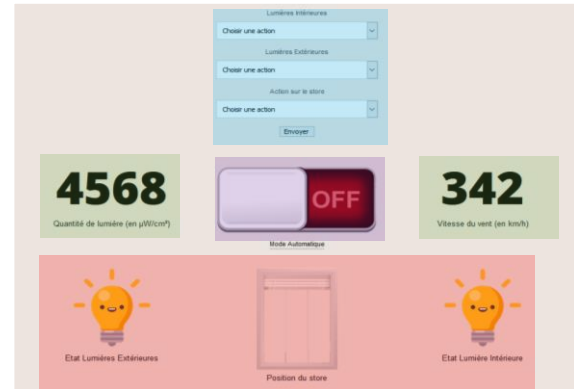 Lumières Intérieures
Choisir une action
Lumières Extérieures
Choisir une action
Action sur le store
Choisir une action
Envoyer
4568
Quantité de lumière (en µW/cm²)
OFF
Mode Automatique
342
Vitesse du vent (en km/h)
Etat Lumières Extérieures
Position du store
Etat Lumière Intérieure